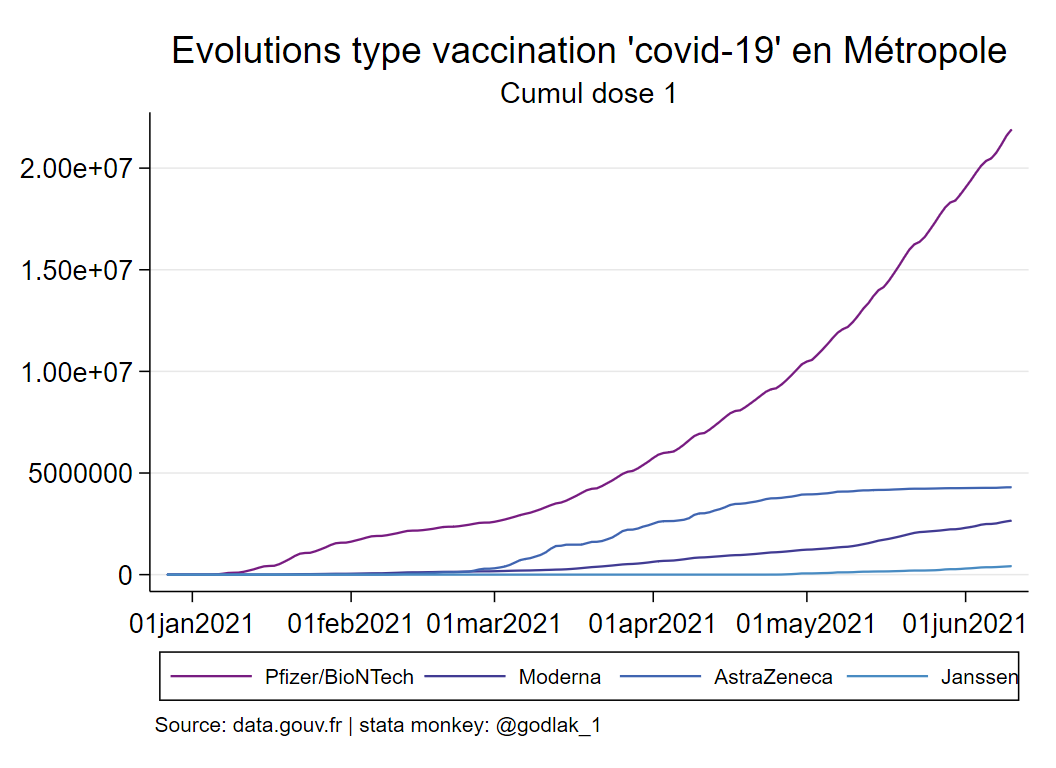 Evolutions type vaccination 'covid-19' en Métropole
Cumul dose 1
2.00e+07
1.50e+07
1.00e+07
5000000
0
01jan2021 01feb2021 01mar2021 01apr2021 01may2021 01jun2021
Pfizer/BioNTech Moderna AstraZeneca Janssen
Source: data.gouv.fr | stata monkey: @godlak_1